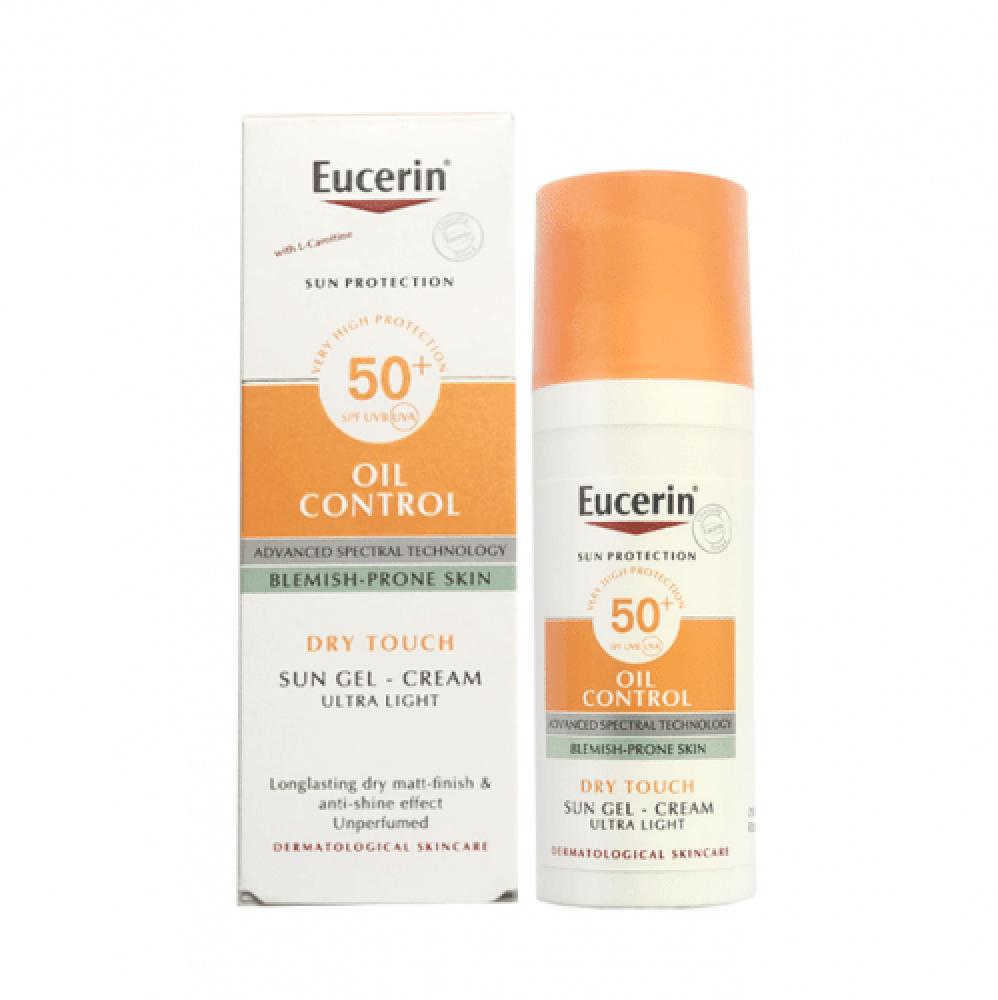 Eucerin®
with L-Carnitine
SUN PROTECTION
VERY HIGH PROTECTION
50+
SPF UVB UVA
OIL
CONTROL
ADVANCED SPECTRAL TECHNOLOGY
BLEMISH-PRONE SKIN
DRY TOUCH
SUN GEL - CREAM
ULTRA LIGHT
Longlasting dry matt-finish &
anti-shine effect
Unperfumed
DERMATOLOGICAL SKINCARE
Eucerin®
SUN PROTECTION
VERY HIGH PROTECTION
50+
SPF UVB UVA
OIL
CONTROL
ADVANCED SPECTRAL TECHNOLOGY
BLEMISH-PRONE SKIN
DRY TOUCH
SUN GEL - CREAM
ULTRA LIGHT
DERMATOLOGICAL SKINCARE